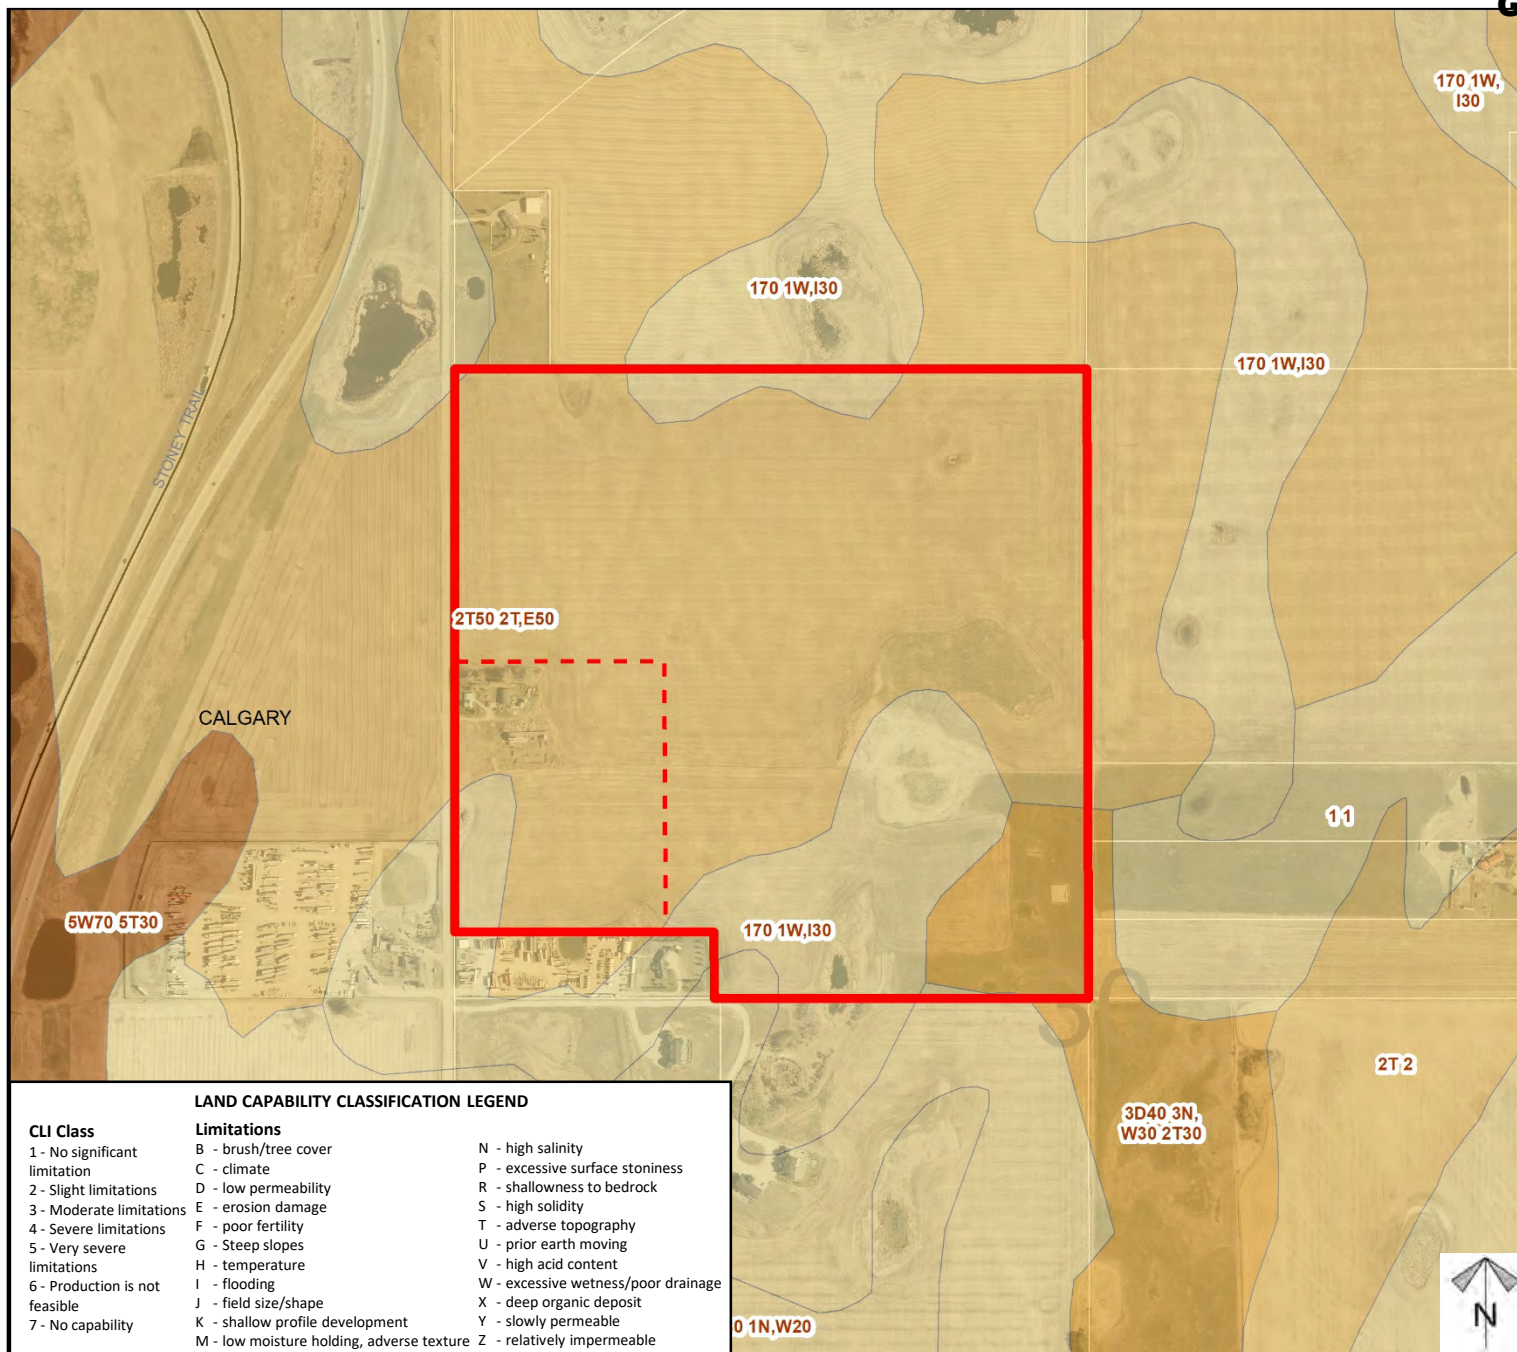 G
170 1W,
I30
170 1W,I30
170 1W,I30
STONEY TRAIL
2T50 2T,E50
CALGARY
1 1
5W70 5T30
170 1W,I30
30
2T 2
3D40 3N,
W30 2T30
0 1N,W20
N
LAND CAPABILITY CLASSIFICATION LEGEND
CLI Class
1 - No significant
limitation
2 - Slight limitations
3 - Moderate limitations
4 - Severe limitations
5 - Very severe
limitations
6 - Production is not
feasible
7 - No capability
Limitations
B - brush/tree cover
C - climate
D - low permeability
E - erosion damage
F - poor fertility
G - Steep slopes
H - temperature
I - flooding
J - field size/shape
K - shallow profile development
M - low moisture holding, adverse texture
N - high salinity
P - excessive surface stoniness
R - shallowness to bedrock
S - high solidity
T - adverse topography
U - prior earth moving
V - high acid content
W - excessive wetness/poor drainage
X - deep organic deposit
Y - slowly permeable
Z - relatively impermeable